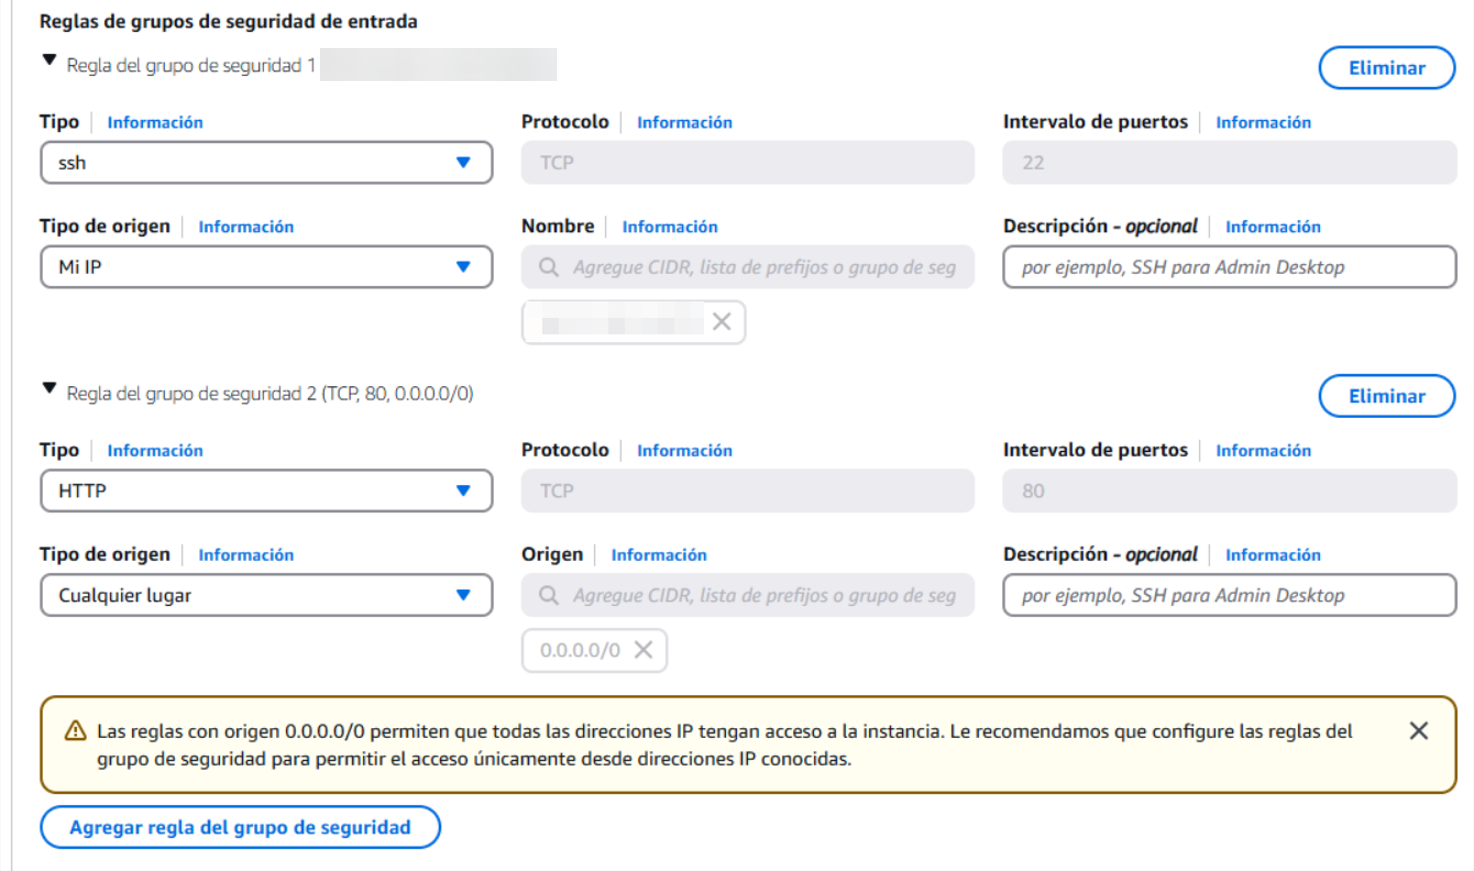 Reglas de grupos de seguridad de entrada
Regla del grupo de seguridad 1
Eliminar
Tipo Información
Protocolo Información
Intervalo de puertos Información
ssh
TCP
22
Tipo de origen Información
Nombre Información
Descripción - opcional Información
Mi IP
Agregue CIDR, lista de prefijos o grupo de seg
por ejemplo, SSH para Admin Desktop
Regla del grupo de seguridad 2 (TCP, 80, 0.0.0.0/0)
Eliminar
Tipo Información
Protocolo Información
Intervalo de puertos Información
HTTP
TCP
80
Tipo de origen Información
Origen Información
Descripción - opcional Información
Cualquier lugar
Agregue CIDR, lista de prefijos o grupo de seg
por ejemplo, SSH para Admin Desktop
0.0.0.0/0
Las reglas con origen 0.0.0.0/0 permiten que todas las direcciones IP tengan acceso a la instancia. Le recomendamos que configure las reglas del
grupo de seguridad para permitir el acceso únicamente desde direcciones IP conocidas.
Agregar regla del grupo de seguridad